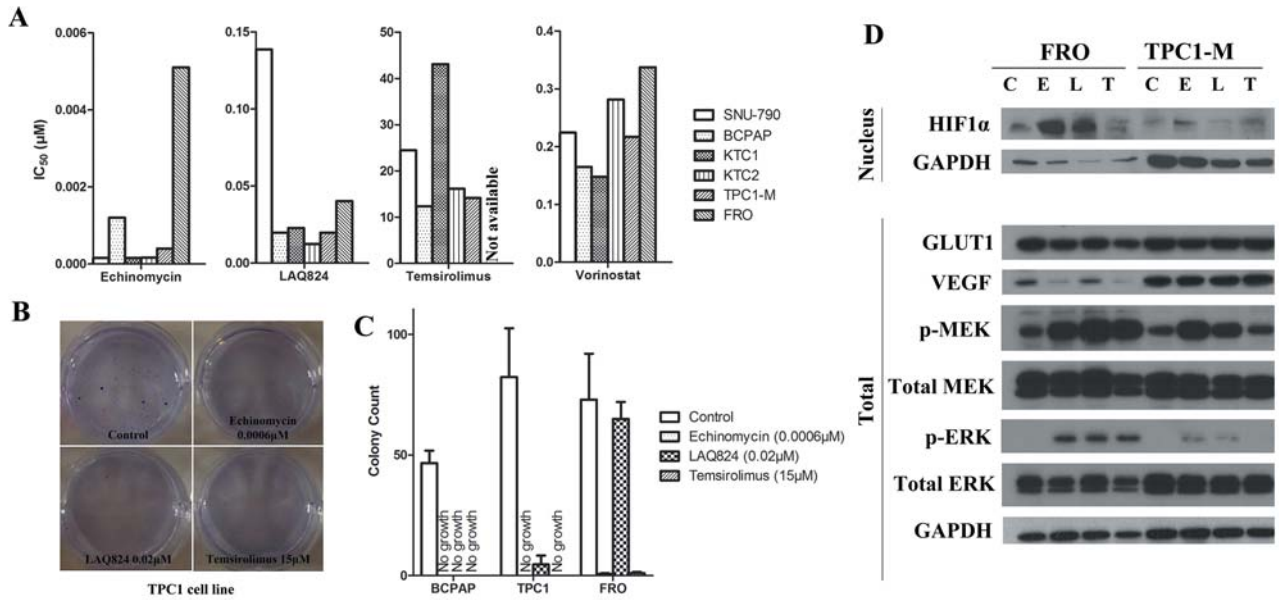 A
IC50 (μM)
0.006
0.004
0.002
0.000
Echinomycin
0.15
0.10
0.05
0.00
LAQ824
50
40
30
20
10
0
Not available
Temsirolimus
0.4
0.3
0.2
0.1
0.0
Vorinostat
SNU-790
BCPAP
KTC1
KTC2
TPC1-M
FRO
B
Control
Echinomycin
0.0006μM
LAQ824 0.02μM
Temsirolimus 15μM
TPC1 cell line
C
Colony Count
100
50
0
No growth
No growth
No growth
No growth
No growth
BCPAP
TPC1
FRO
Control
Echinomycin (0.0006μM)
LAQ824 (0.02μM)
Temsirolimus (15μM)
D
FRO
TPC1-M
C E L T C E L T
Nucleus
HIF1α
GAPDH
Total
GLUT1
VEGF
p-MEK
Total MEK
p-ERK
Total ERK
GAPDH